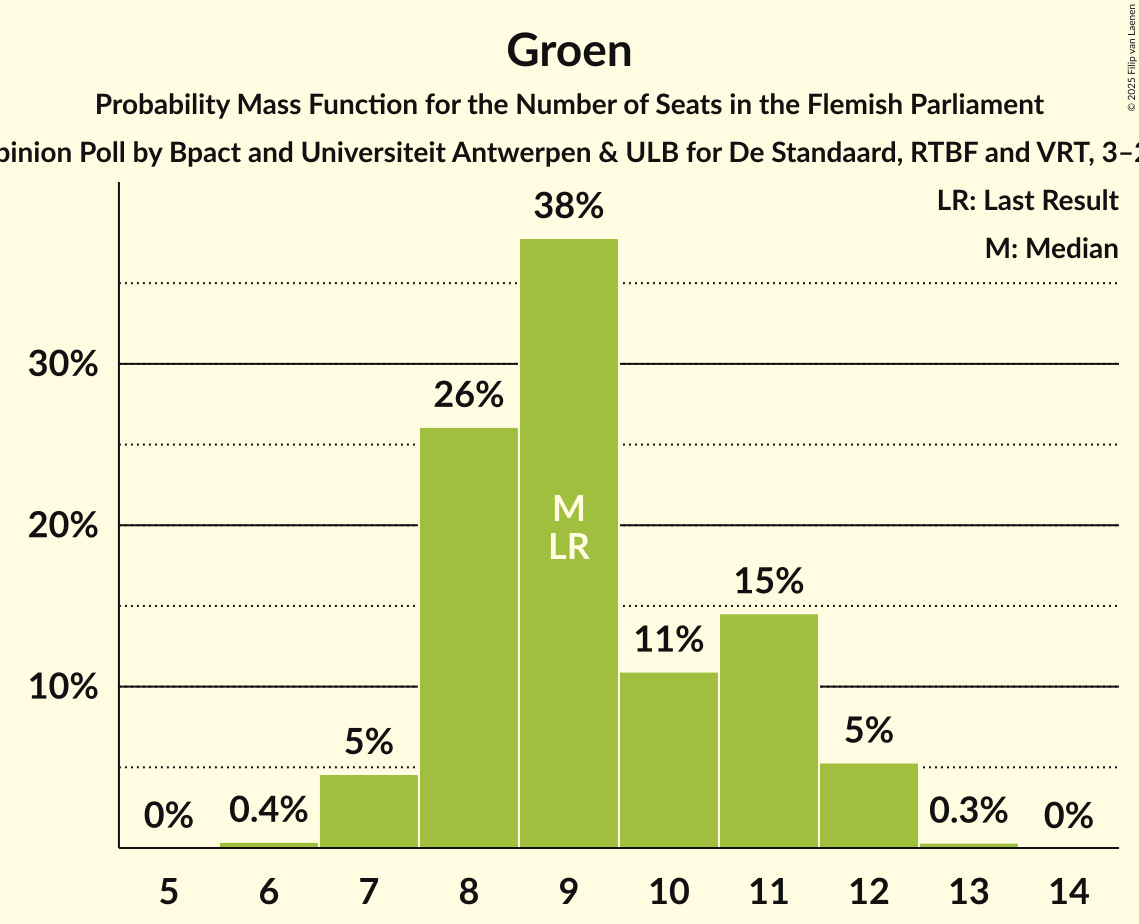 © 2025 Filip van Laenen
Groen
Probability Mass Function for the Number of Seats in the Flemish Parliament
Poll by Bpact and Universiteit Antwerpen & ULB for De Standaard, RTBF and VRT,
LR: Last Result
M: Median
38%
30%
26%
M
20%
LR
15%
11%
10%
5%
5%
0%
0.4%
0.3%
0%
5 6 7 8 9 10 11 12 13 14